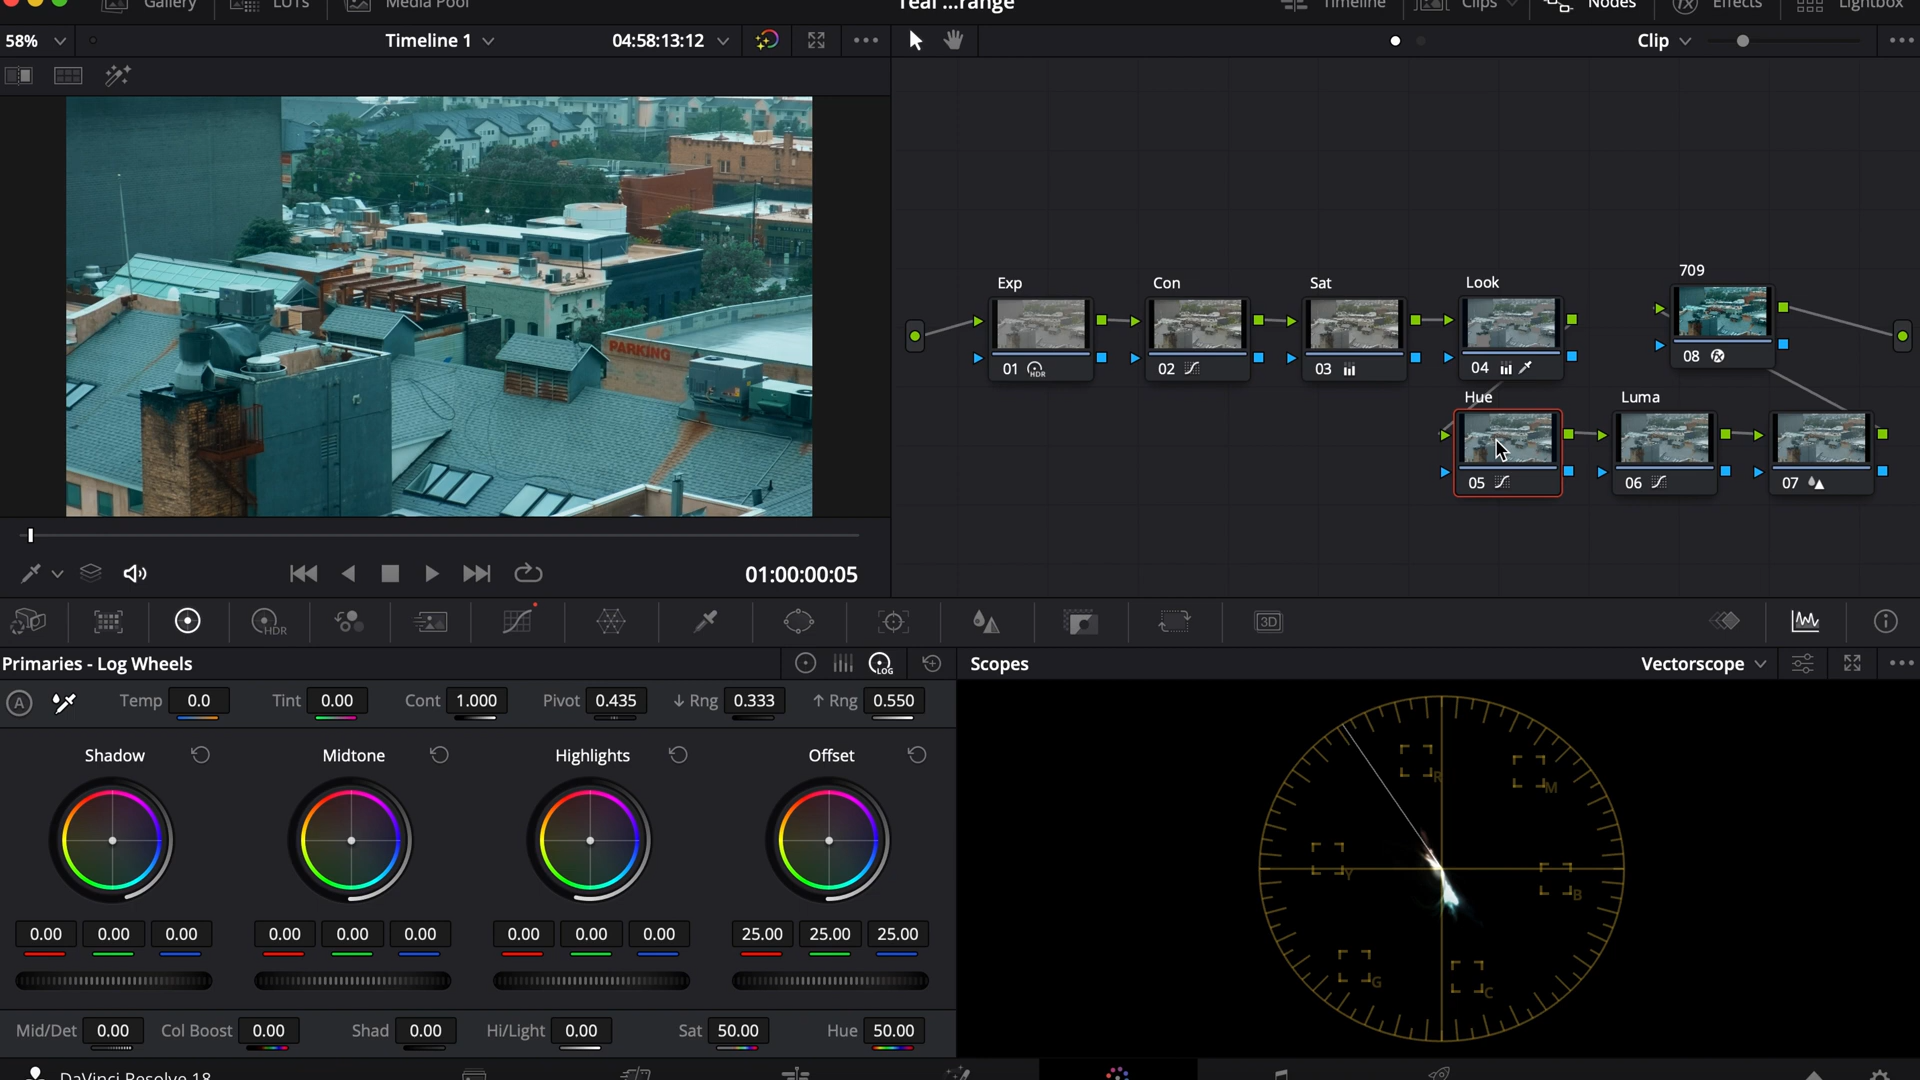 Gallery LUTs Media Pool
Teal ...range
Timeline Clips Nodes Effects Lightbox
58% Timeline 1 04:58:13:12 Clip
PARKING
709
Exp Con Sat Look
01 HDR 02 03 04 08
Hue Luma
05 06 07
01:00:00:05
HDR 3D
Primaries - Log Wheels LOG
Scopes Vectorscope
A Temp 0.0 Tint 0.00 Cont 1.000 Pivot 0.435 ↓ Rng 0.333 ↑ Rng 0.550
Shadow Midtone Highlights Offset
R M
Y B
G C
0.00 0.00 0.00 0.00 0.00 0.00 0.00 0.00 0.00 25.00 25.00 25.00
Mid/Det 0.00 Col Boost 0.00 Shad 0.00 Hi/Light 0.00 Sat 50.00 Hue 50.00
DaVinci Resolve 18